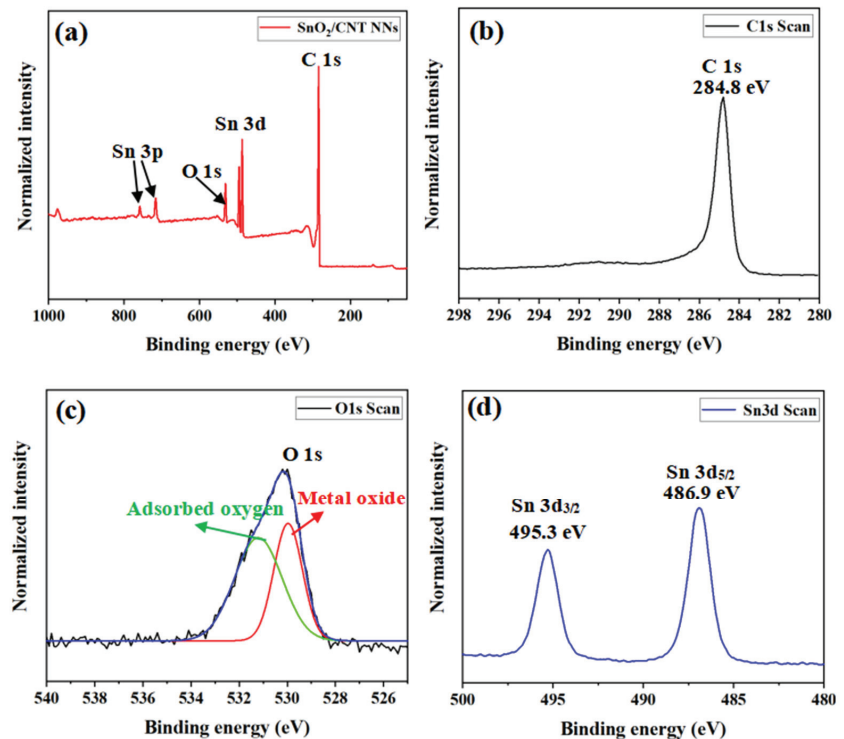 (a)
SnO₂/CNT NNs
C 1s
Sn 3d
Sn 3p
O 1s
Normalized intensity
1000 800 600 400 200
Binding energy (eV)
(b)
C1s Scan
C 1s
284.8 eV
Normalized intensity
298 296 294 292 290 288 286 284 282 280
Binding energy (eV)
(c)
O1s Scan
O 1s
Adsorbed oxygen
Metal oxide
Normalized intensity
540 538 536 534 532 530 528 526
Binding energy (eV)
(d)
Sn3d Scan
Sn 3d₅/₂
486.9 eV
Sn 3d₃/₂
495.3 eV
Normalized intensity
500 495 490 485 480
Binding energy (eV)